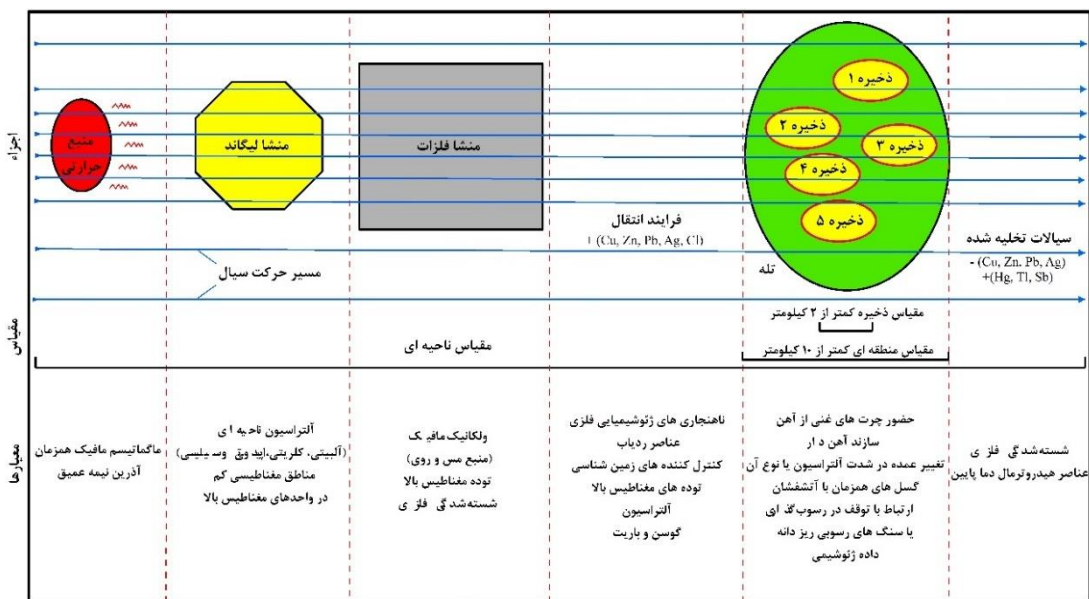 اجزاء
منبع
حرارتی
منشا لیگاند
منشا فلزات
ذخیره ۱
ذخیره ۲
ذخیره ۳
ذخیره ۴
ذخیره ۵
فرایند انتقال
+ (Cu, Zn, Pb, Ag, Cl)
مسیر حرکت سیال
تله
سیالات تخلیه شده
- (Cu, Zn. Pb, Ag)
+(Hg, Tl, Sb)
مقیاس
مقیاس ذخیره کمتر از ۲ کیلومتر
مقیاس منطقه ای کمتر از ۱۰ کیلومتر
مقیاس ناحیه ای
معیارها
ماگماتیسم مافیک همزمان
آذرین نیمه عمیق
آلتراسیون ناحیه ای
(آلبیتی، کلریتی،اپیدوتی وسیلیسی)
مناطق مغناطیسی کم
در واحدهای مغناطیس بالا
ولکانیک مافیک
(منبع مس و روی)
توده مغناطیس بالا
شسته‌شدگی فلزی
ناهنجاری های ژئوشیمیایی فلزی
عناصر ردیاب
کنترل کننده های زمین شناسی
توده های مغناطیس بالا
آلتراسیون
گوسن و باریت
حضور چرت های غنی از آهن
سازند آهن دار
تغییر عمده در شدت آلتراسیون یا نوع آن
گسل های همزمان با آتشفشان
ارتباط با توقف در رسوب‌گذ ای
یا سنگ های رسوبی ریز دانه
داده ژئوشیمی
شسته‌شدگی فلزی
عناصر هیدروترمال دما پایین